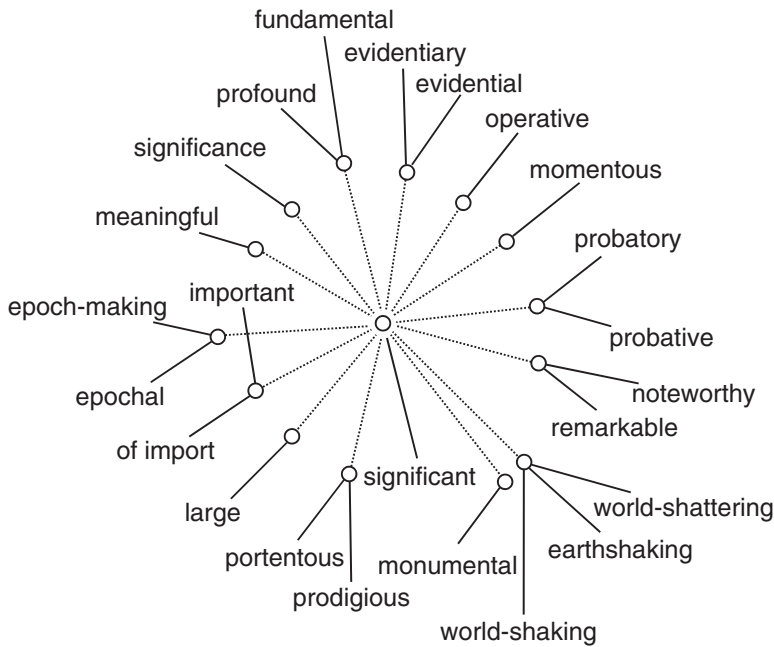 fundamental
evidentiary
evidential
profound
operative
significance
momentous
meaningful
probatory
important
epoch-making
probative
noteworthy
epochal
remarkable
of import
significant
world-shattering
large
earthshaking
portentous
monumental
prodigious
world-shaking